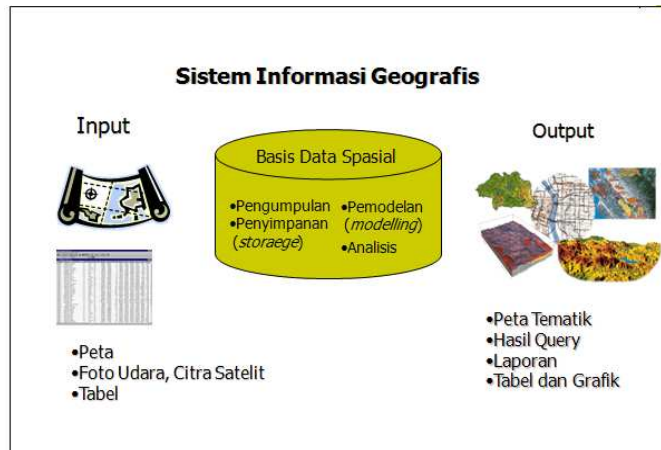 Sistem Informasi Geografis
Input
•Peta
•Foto Udara, Citra Satelit
•Tabel
Basis Data Spasial
•Pengumpulan
•Penyimpanan
(storaege)
•Pemodelan
(modelling)
•Analisis
Output
•Peta Tematik
•Hasil Query
•Laporan
•Tabel dan Grafik